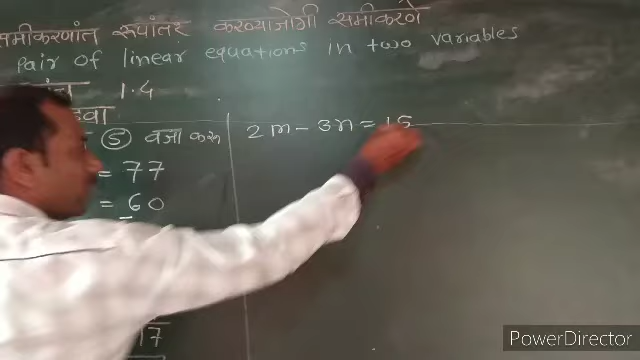 समीकरणांत रूपांतर करण्याजोगी समीकरणे
Pair of linear equations in two variables
1.4
⑤ वजा करू
= 77
= 60
17
2m - 3n = 15
PowerDirector